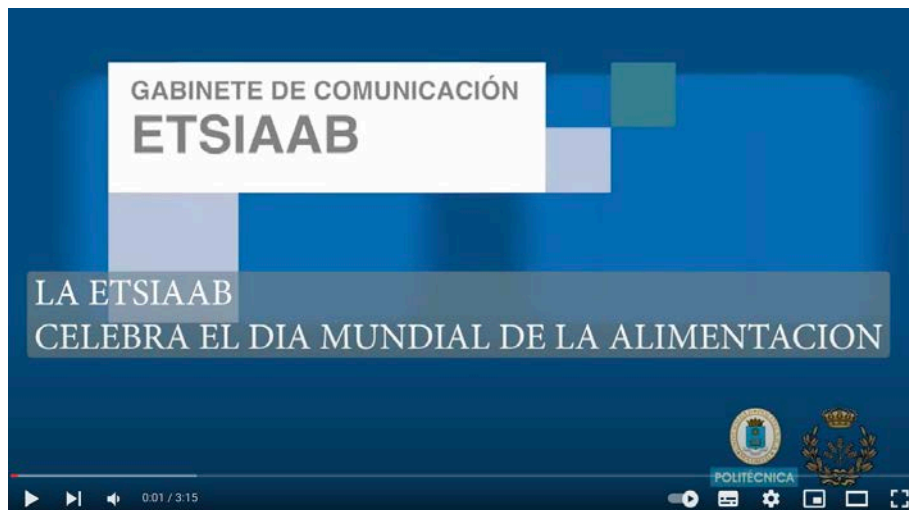 GABINETE DE COMUNICACIÓN
ETSIAAB
LA ETSIAAB
CELEBRA EL DIA MUNDIAL DE LA ALIMENTACION
POLITÉCNICA
0:01 / 3:15